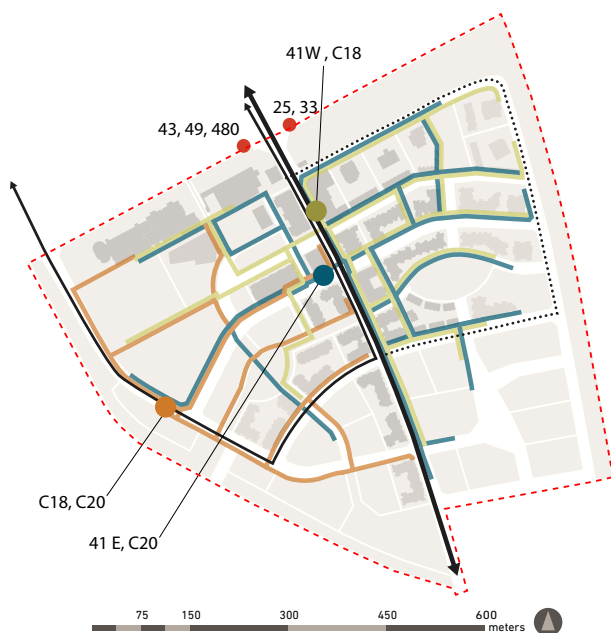 41W , C18
25, 33
43, 49, 480
C18, C20
41 E, C20
75 150 300 450 600
meters